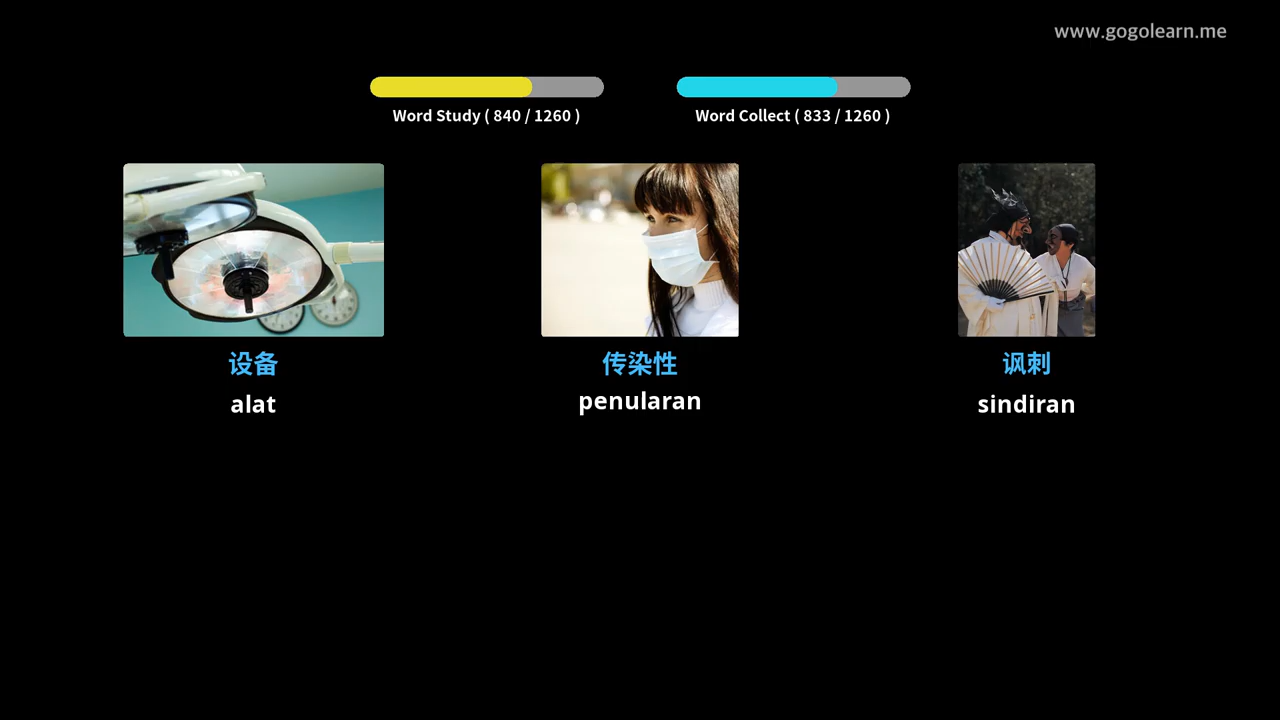 www.gogolearn.me
Word Study ( 840 / 1260 )
Word Collect ( 833 / 1260 )
设备
alat
传染性
penularan
讽刺
sindiran